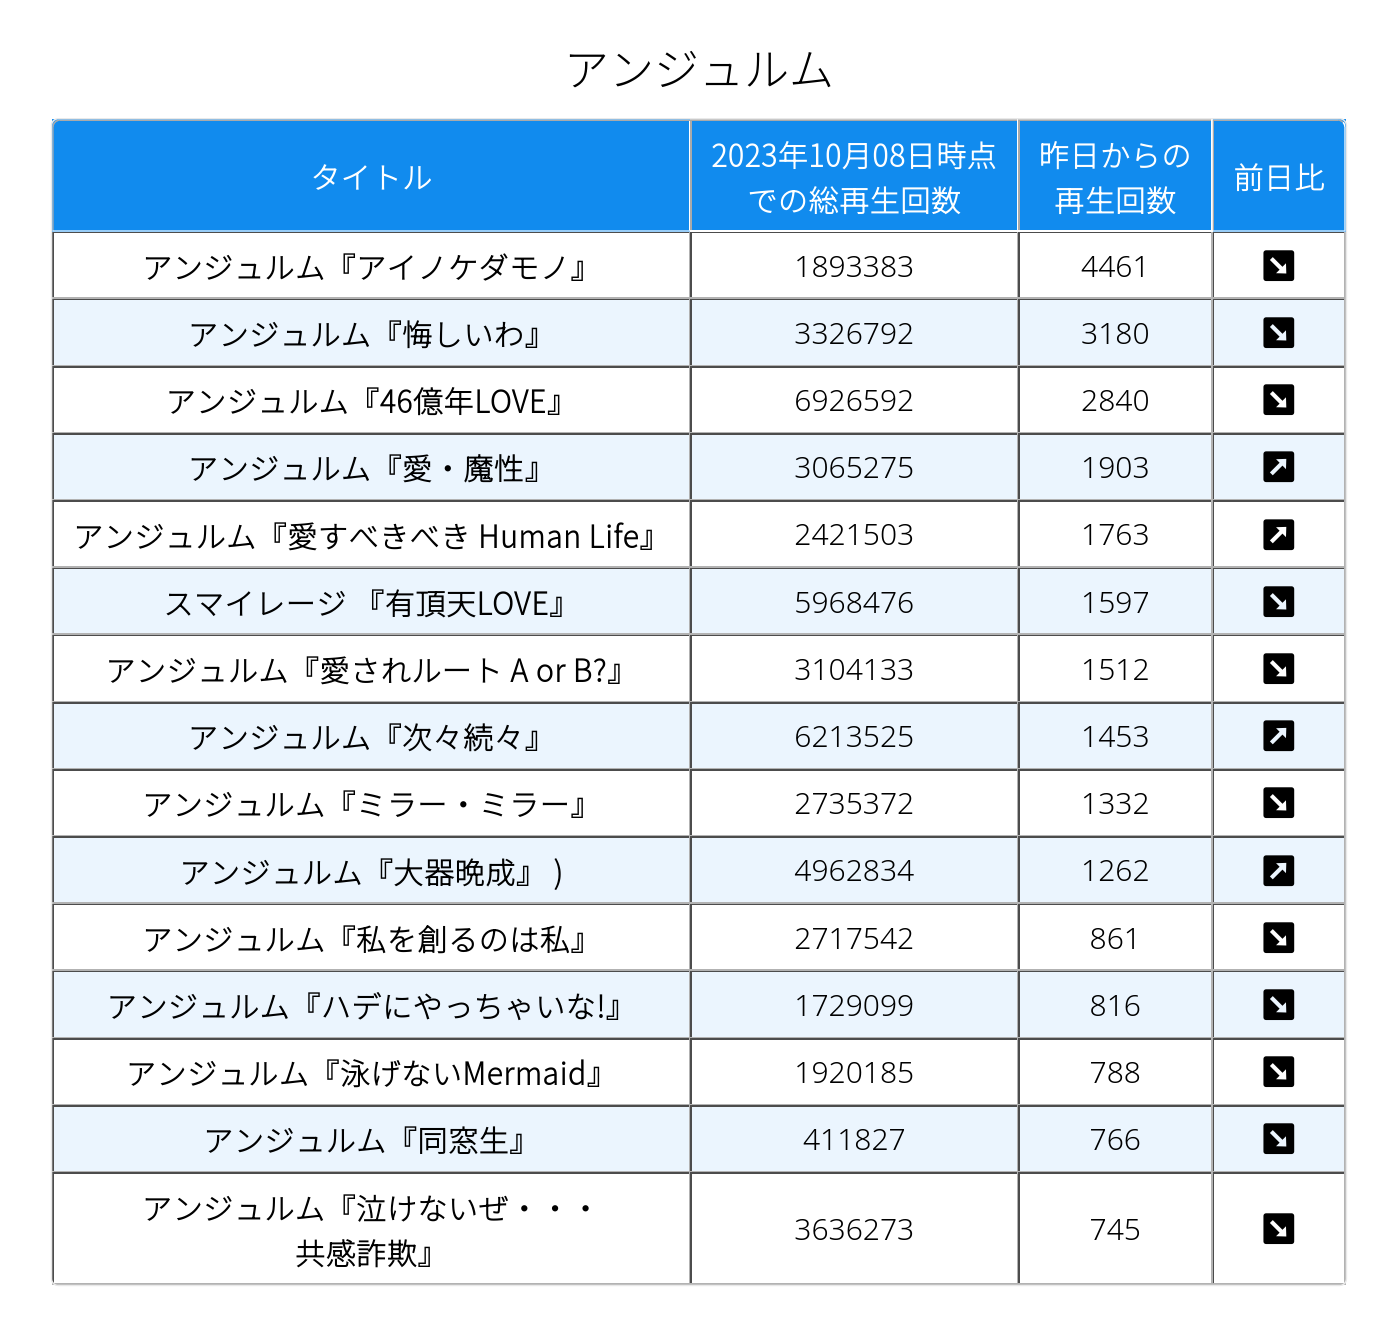 アンジュルム
タイトル
2023年10月08日時点
での総再生回数
昨日からの
再生回数
前日比
アンジュルム『アイノケダモノ』 1893383 4461 ↘
アンジュルム『悔しいわ』 3326792 3180 ↘
アンジュルム『46億年LOVE』 6926592 2840 ↘
アンジュルム『愛・魔性』 3065275 1903 ↗
アンジュルム『愛すべきべき Human Life』 2421503 1763 ↗
スマイレージ 『有頂天LOVE』 5968476 1597 ↘
アンジュルム『愛されルート A or B?』 3104133 1512 ↘
アンジュルム『次々続々』 6213525 1453 ↗
アンジュルム『ミラー・ミラー』 2735372 1332 ↘
アンジュルム『大器晩成』 ) 4962834 1262 ↗
アンジュルム『私を創るのは私』 2717542 861 ↘
アンジュルム『ハデにやっちゃいな!』 1729099 816 ↘
アンジュルム『泳げないMermaid』 1920185 788 ↘
アンジュルム『同窓生』 411827 766 ↘
アンジュルム『泣けないぜ・・・
共感詐欺』 3636273 745 ↘